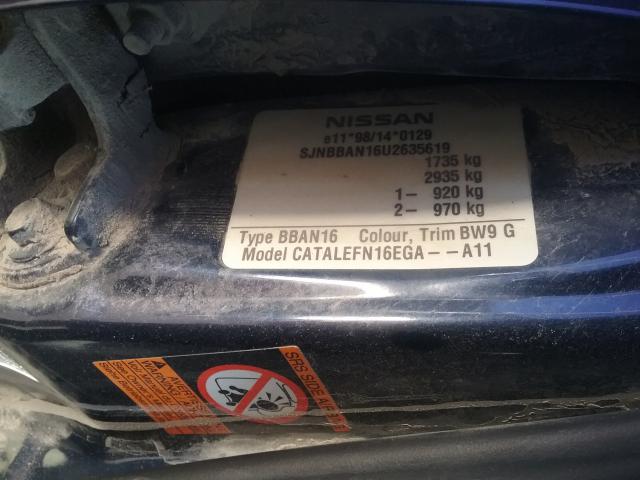 NISSAN
e11*98/14*0129
SJNBBAN16U2635619
1735 kg
2935 kg
1- 920 kg
2- 970 kg
Type BBAN16 Colour, Trim BW9 G
Model CATALEFN16EGA--A11
SRS SIDE AIR
WARNING